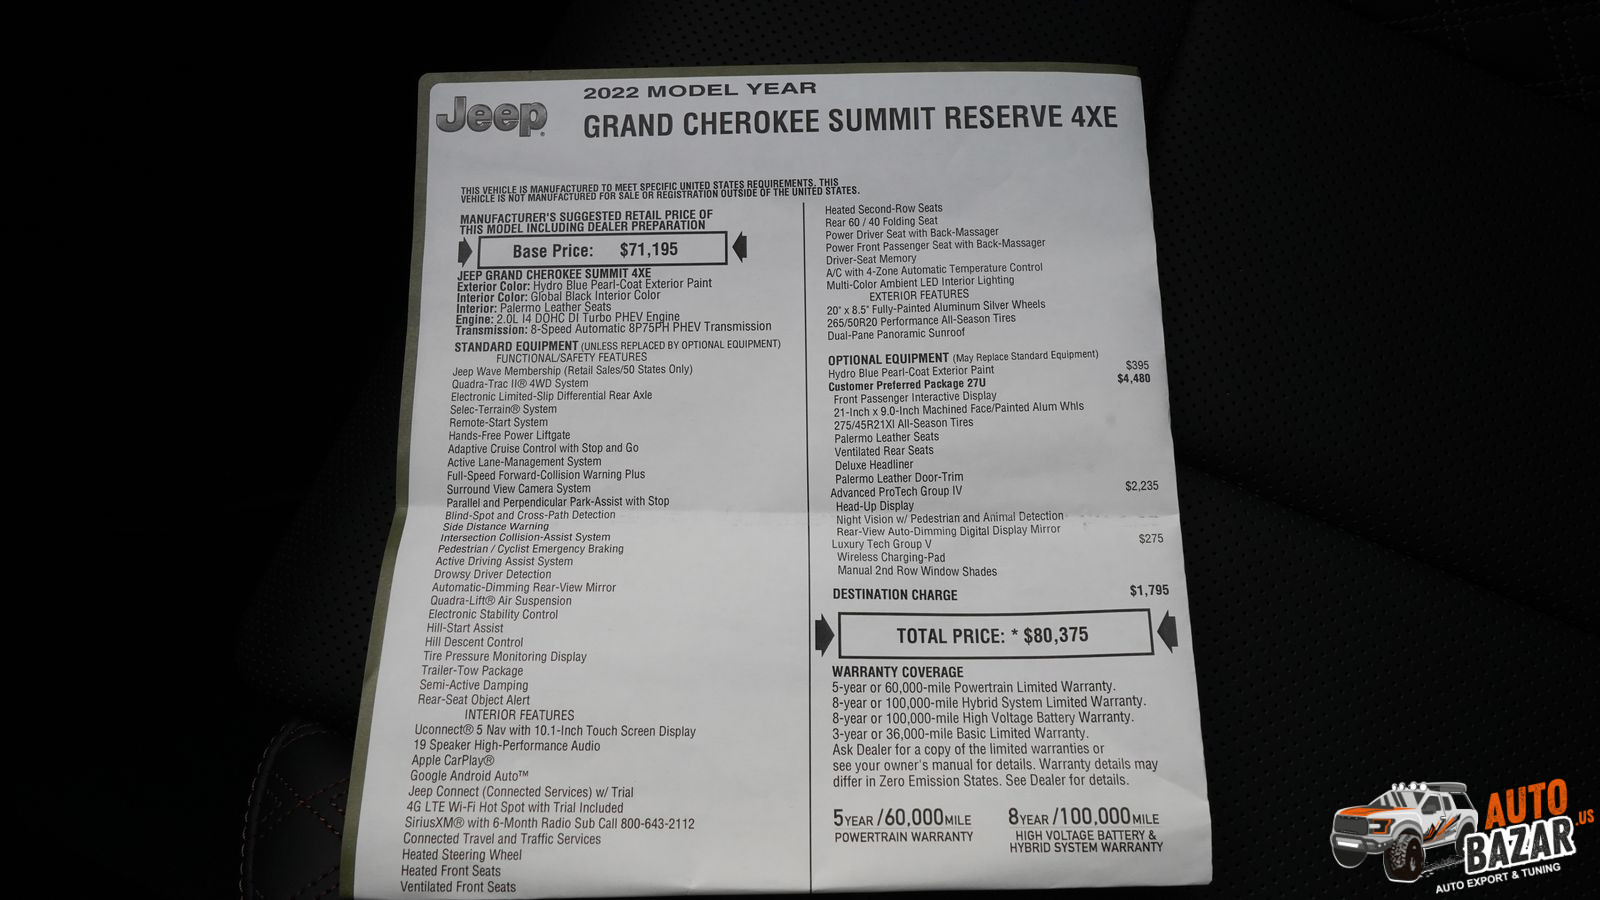 Jeep
2022 MODEL YEAR
GRAND CHEROKEE SUMMIT RESERVE 4XE
THIS VEHICLE IS MANUFACTURED TO MEET SPECIFIC UNITED STATES REQUIREMENTS. THIS
VEHICLE IS NOT MANUFACTURED FOR SALE OR REGISTRATION OUTSIDE OF THE UNITED STATES.
MANUFACTURER'S SUGGESTED RETAIL PRICE OF
THIS MODEL INCLUDING DEALER PREPARATION
Base Price: $71,195
JEEP GRAND CHEROKEE SUMMIT 4XE
Exterior Color: Hydro Blue Pearl-Coat Exterior Paint
Interior Color: Global Black Interior Color
Interior: Palermo Leather Seats
Engine: 2.0L I4 DOHC DI Turbo PHEV Engine
Transmission: 8-Speed Automatic 8P75PH PHEV Transmission
STANDARD EQUIPMENT (UNLESS REPLACED BY OPTIONAL EQUIPMENT)
FUNCTIONAL/SAFETY FEATURES
Jeep Wave Membership (Retail Sales/50 States Only)
Quadra-Trac II® 4WD System
Electronic Limited-Slip Differential Rear Axle
Selec-Terrain® System
Remote-Start System
Hands-Free Power Liftgate
Adaptive Cruise Control with Stop and Go
Active Lane-Management System
Full-Speed Forward-Collision Warning Plus
Surround View Camera System
Parallel and Perpendicular Park-Assist with Stop
Blind-Spot and Cross-Path Detection
Side Distance Warning
Intersection Collision-Assist System
Pedestrian / Cyclist Emergency Braking
Active Driving Assist System
Drowsy Driver Detection
Automatic-Dimming Rear-View Mirror
Quadra-Lift® Air Suspension
Electronic Stability Control
Hill-Start Assist
Hill Descent Control
Tire Pressure Monitoring Display
Trailer-Tow Package
Semi-Active Damping
Rear-Seat Object Alert
INTERIOR FEATURES
Uconnect® 5 Nav with 10.1-Inch Touch Screen Display
19 Speaker High-Performance Audio
Apple CarPlay®
Google Android Auto™
Jeep Connect (Connected Services) w/ Trial
4G LTE Wi-Fi Hot Spot with Trial Included
SiriusXM® with 6-Month Radio Sub Call 800-643-2112
Connected Travel and Traffic Services
Heated Steering Wheel
Heated Front Seats
Ventilated Front Seats
Heated Second-Row Seats
Rear 60 / 40 Folding Seat
Power Driver Seat with Back-Massager
Power Front Passenger Seat with Back-Massager
Driver-Seat Memory
A/C with 4-Zone Automatic Temperature Control
Multi-Color Ambient LED Interior Lighting
EXTERIOR FEATURES
20" x 8.5" Fully-Painted Aluminum Silver Wheels
265/50R20 Performance All-Season Tires
Dual-Pane Panoramic Sunroof
OPTIONAL EQUIPMENT (May Replace Standard Equipment)
Hydro Blue Pearl-Coat Exterior Paint $395
Customer Preferred Package 27U $4,480
Front Passenger Interactive Display
21-Inch x 9.0-Inch Machined Face/Painted Alum Whls
275/45R21Xl All-Season Tires
Palermo Leather Seats
Ventilated Rear Seats
Deluxe Headliner
Palermo Leather Door-Trim
Advanced ProTech Group IV $2,235
Head-Up Display
Night Vision w/ Pedestrian and Animal Detection
Rear-View Auto-Dimming Digital Display Mirror
Luxury Tech Group V $275
Wireless Charging-Pad
Manual 2nd Row Window Shades
DESTINATION CHARGE $1,795
TOTAL PRICE: * $80,375
WARRANTY COVERAGE
5-year or 60,000-mile Powertrain Limited Warranty.
8-year or 100,000-mile Hybrid System Limited Warranty.
8-year or 100,000-mile High Voltage Battery Warranty.
3-year or 36,000-mile Basic Limited Warranty.
Ask Dealer for a copy of the limited warranties or
see your owner's manual for details. Warranty details may
differ in Zero Emission States. See Dealer for details.
5YEAR /60,000MILE
POWERTRAIN WARRANTY
8YEAR /100,000MILE
HIGH VOLTAGE BATTERY &
HYBRID SYSTEM WARRANTY
AUTO
BAZAR.US
AUTO EXPORT & TUNING